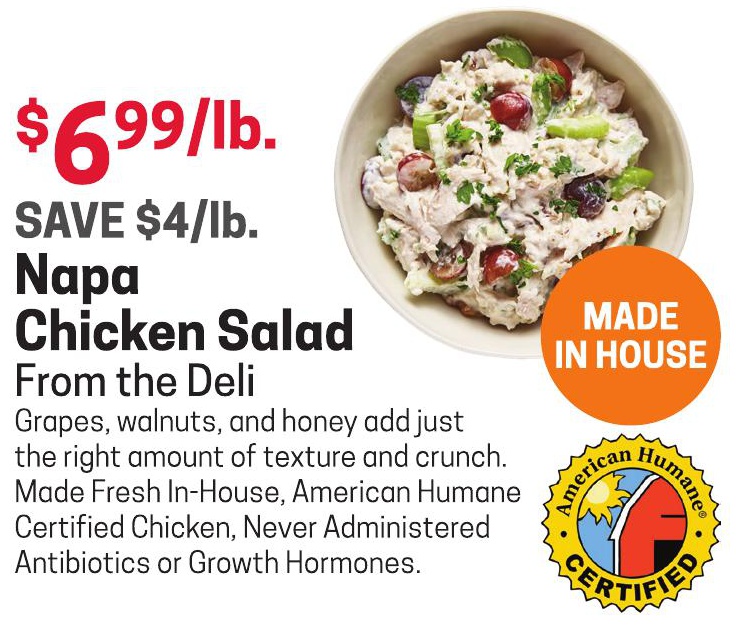 $6.99/lb.
SAVE $4/lb.
Napa
Chicken Salad
From the Deli
Grapes, walnuts, and honey add just
the right amount of texture and crunch.
Made Fresh In-House, American Humane
Certified Chicken, Never Administered
Antibiotics or Growth Hormones.
MADE
IN HOUSE
American Humane®
CERTIFIED